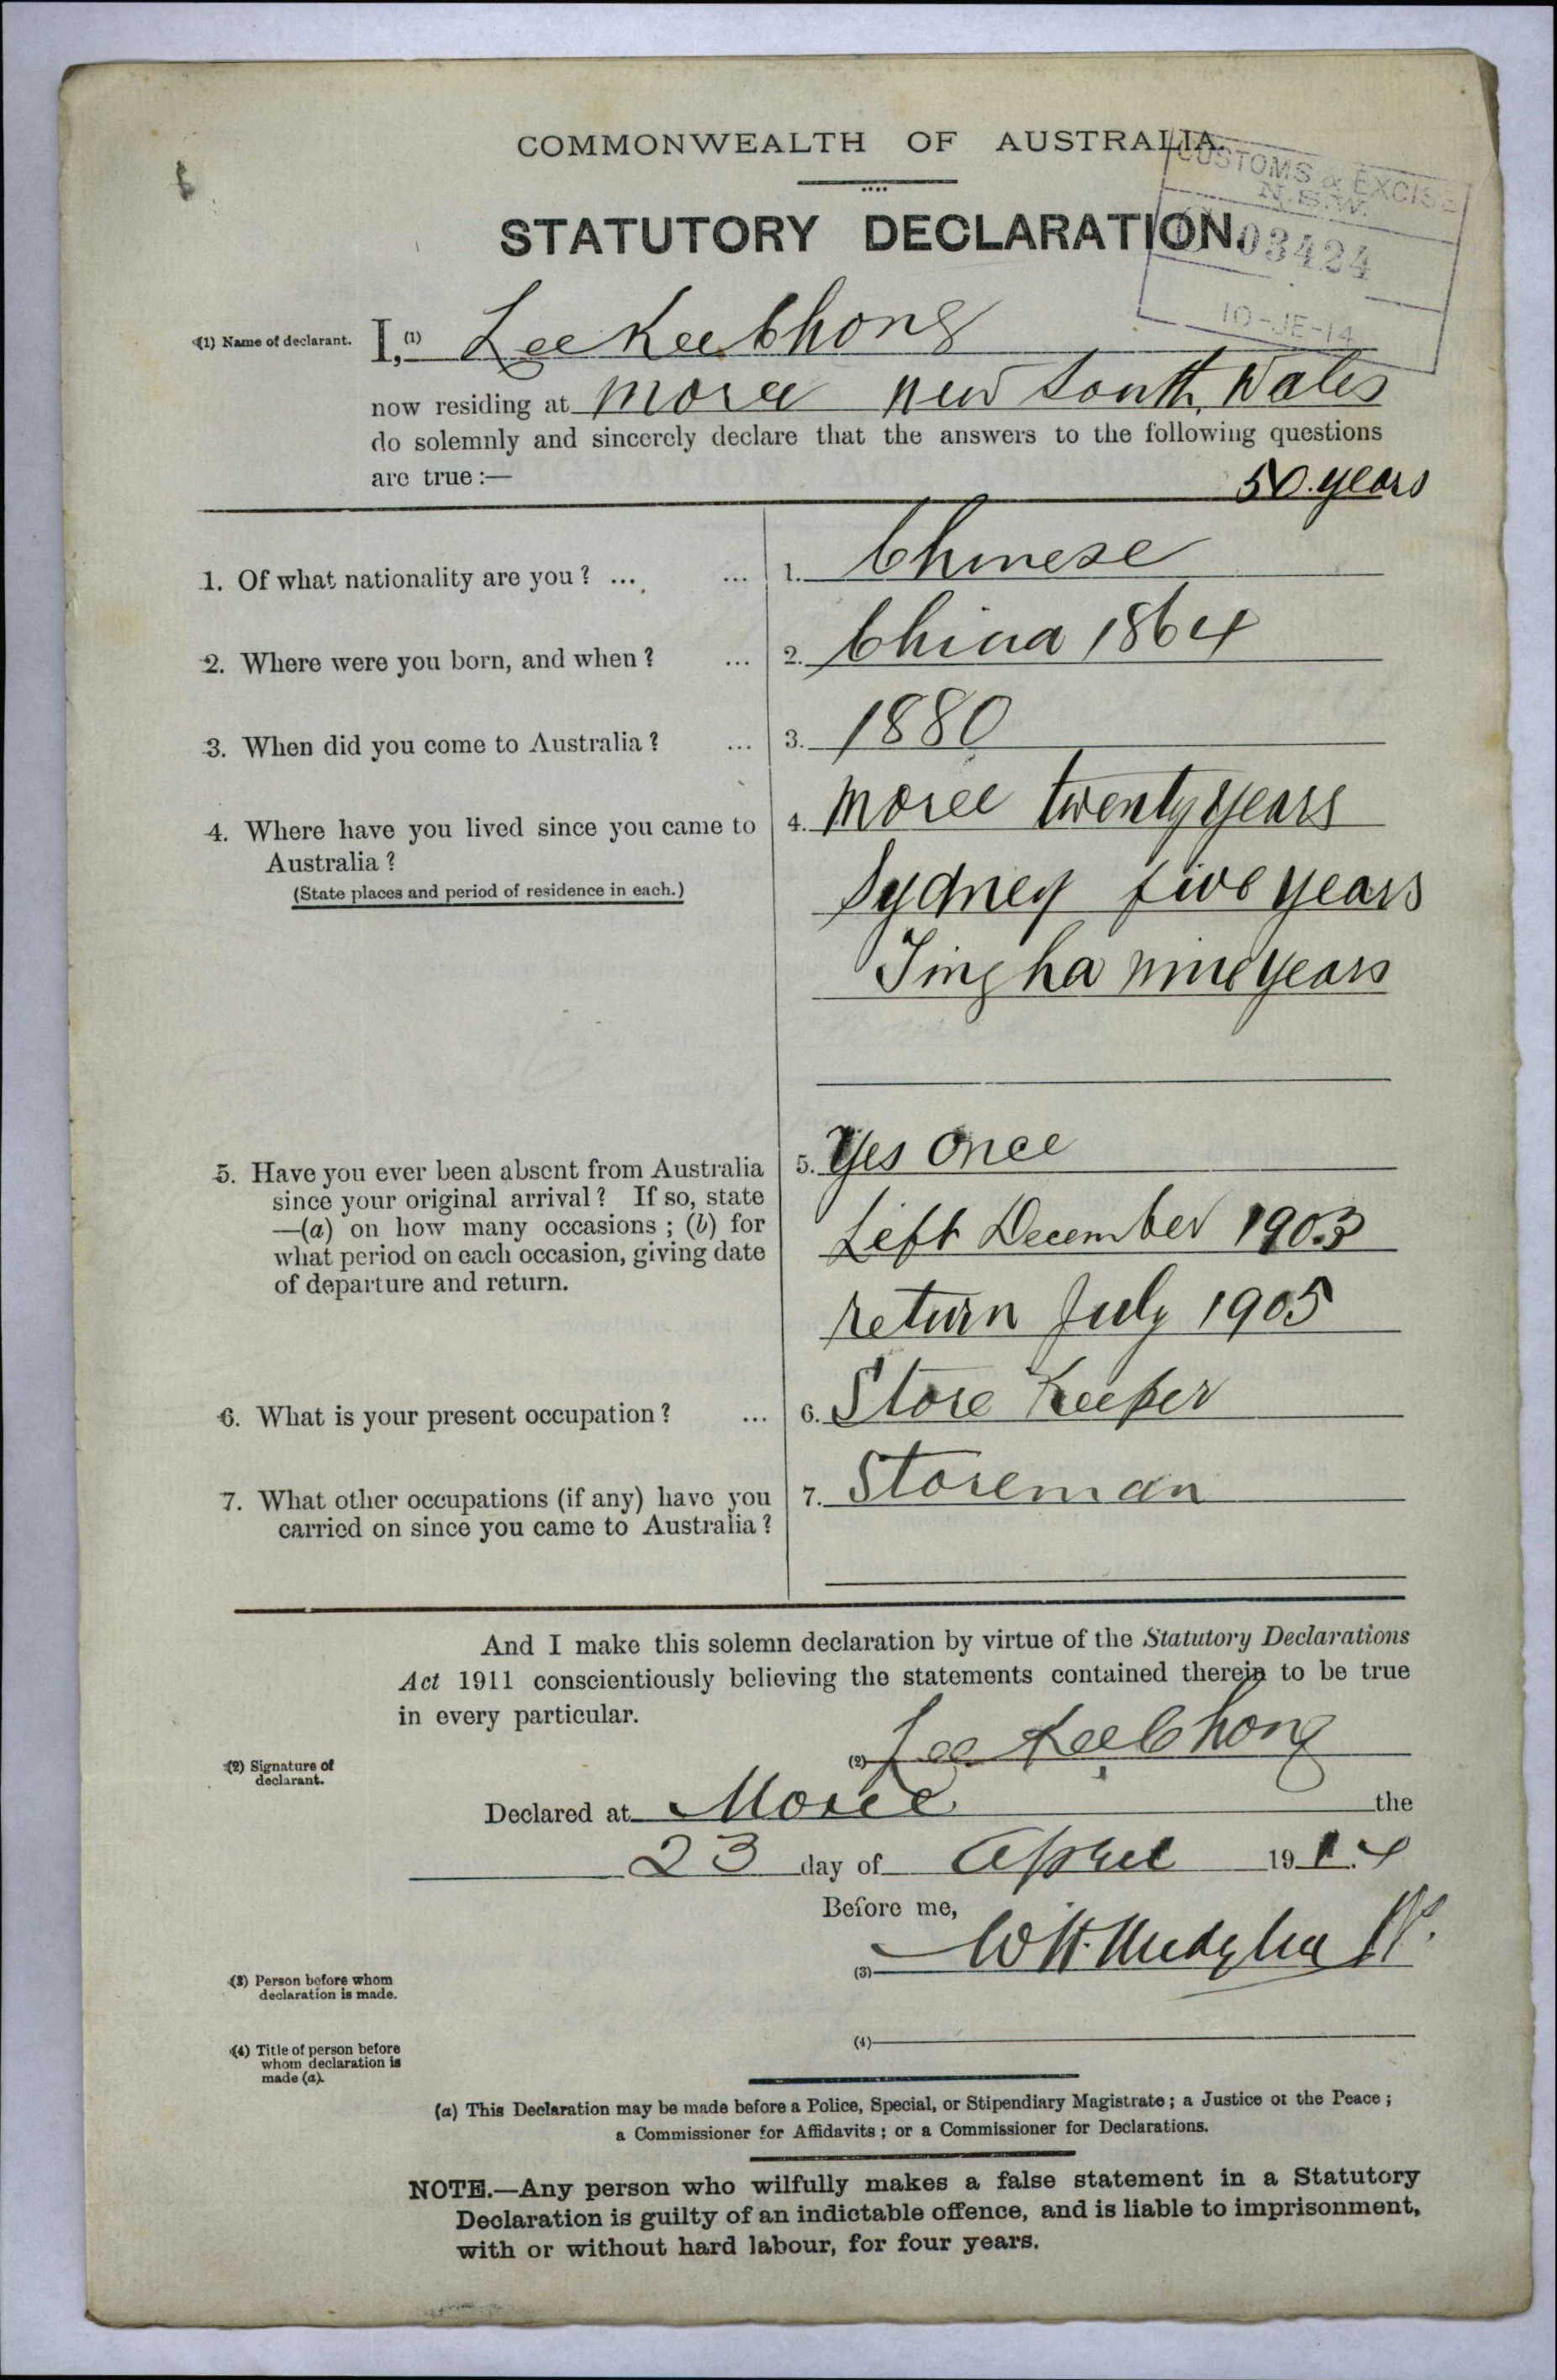 COMMONWEALTH OF AUSTRALIA.
CUSTOMS & EXCISE
N.S.W.
STATUTORY DECLARATION.
03424
10-JE-14
(1) Name of declarant. I,(1) Lee Kee Chong
now residing at Moree New South Wales
do solemnly and sincerely declare that the answers to the following questions
are true:—
50 years
1. Of what nationality are you? ... ... 1. Chinese
2. Where were you born, and when? ... 2. China 1864
3. When did you come to Australia? ... 3. 1880
4. Where have you lived since you came to 4. Moree twenty years
Australia?
(State places and period of residence in each.)
Sydney five years
Tingha nine years
5. Have you ever been absent from Australia 5. Yes Once
since your original arrival? If so, state
—(a) on how many occasions; (b) for
what period on each occasion, giving date
of departure and return.
Left December 1903
return July 1905
6. What is your present occupation? ... 6. Store Keeper
7. What other occupations (if any) have you 7. Storeman
carried on since you came to Australia?
And I make this solemn declaration by virtue of the Statutory Declarations
Act 1911 conscientiously believing the statements contained therein to be true
in every particular.
(2) Signature of
declarant.
(2) Lee Kee Chong
Declared at Moree the
23 day of April 1914
Before me,
(3) W H
J.P.
(3) Person before whom
declaration is made.
(4) Title of person before
whom declaration is
made (a).
(4)
(a) This Declaration may be made before a Police, Special, or Stipendiary Magistrate; a Justice of the Peace;
a Commissioner for Affidavits; or a Commissioner for Declarations.
NOTE.—Any person who wilfully makes a false statement in a Statutory
Declaration is guilty of an indictable offence, and is liable to imprisonment,
with or without hard labour, for four years.